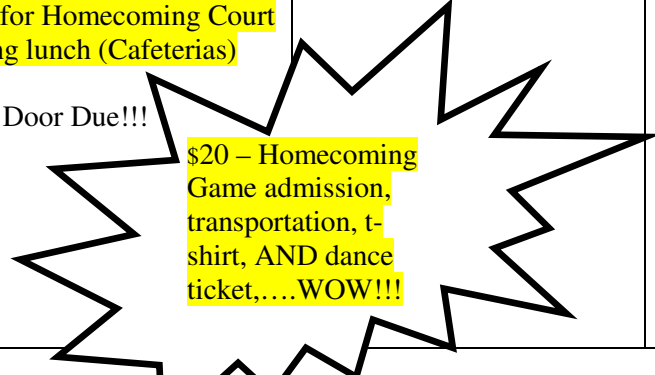 for Homecoming Court
lunch (Cafeterias)
Door Due!!!
$20 – Homecoming
Game admission,
transportation, t-
shirt, AND dance
ticket,….WOW!!!